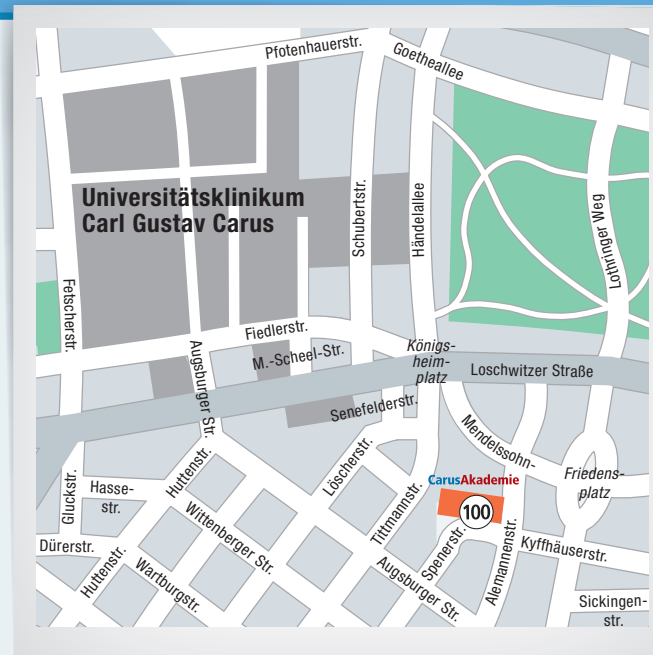 Pfotenhauerstr.
Goetheallee
Universitätsklinikum
Carl Gustav Carus
Schubertstr.
Händelallee
Lothringer Weg
Fetscherstr.
Fiedlerstr.
M.-Scheel-Str.
Augsburger Str.
Königs-
heim-
platz
Loschwitzer Straße
Senefelderstr.
Mendelssohn-
Löscherstr.
Huttenstr.
CarusAkademie
Friedens-
platz
Gluckstr.
Hasse-
str.
Tittmannstr.
100
Wittenberger Str.
Spenerstr.
Alemannenstr.
Dürerstr.
Huttenstr.
Wartburgstr.
Augsburger Str.
Kyffhäuserstr.
Sickingen-
str.